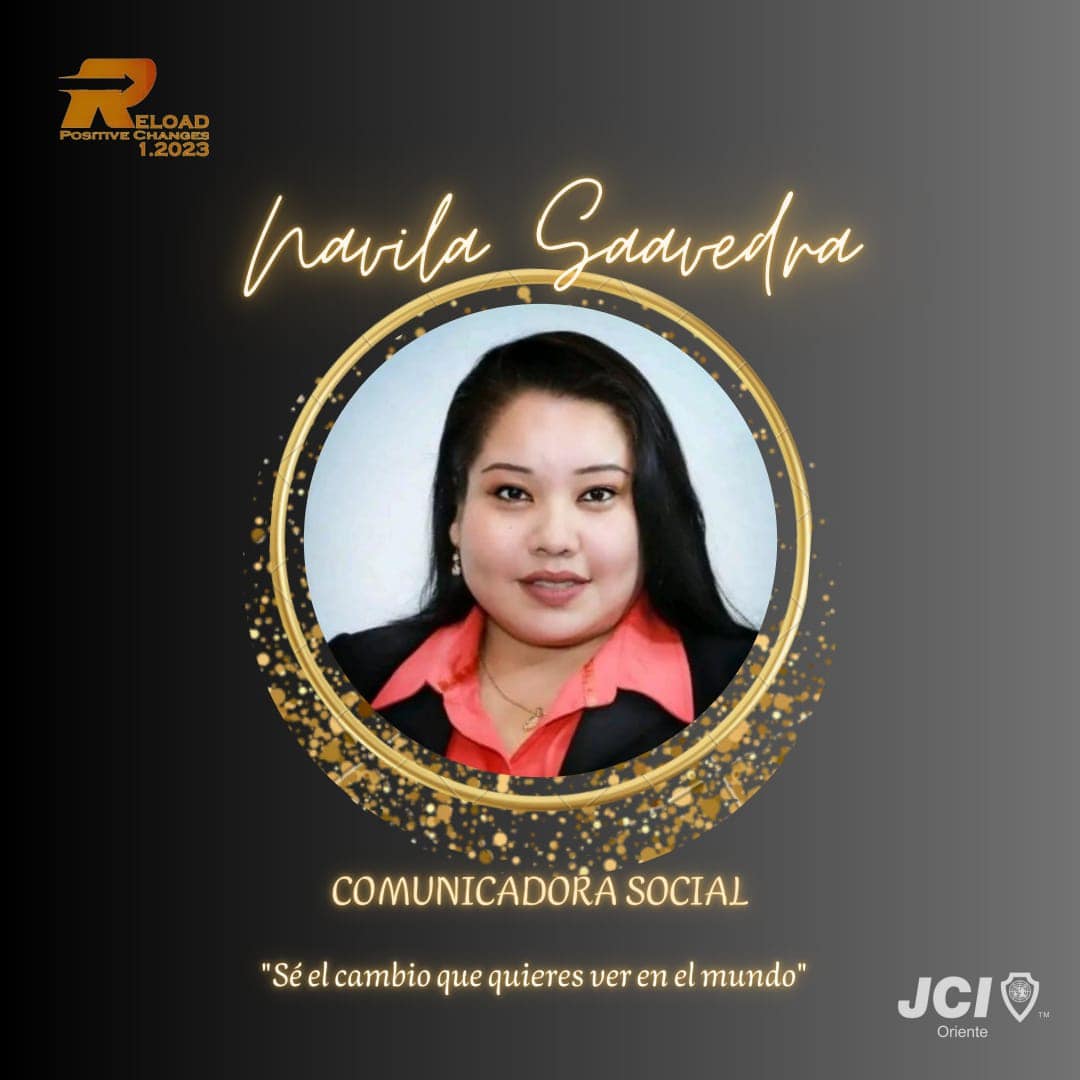 RELOAD
POSITIVE CHANGES
1.2023
Navila Saavedra
COMUNICADORA SOCIAL
"Sé el cambio que quieres ver en el mundo"
JCI TM
Oriente